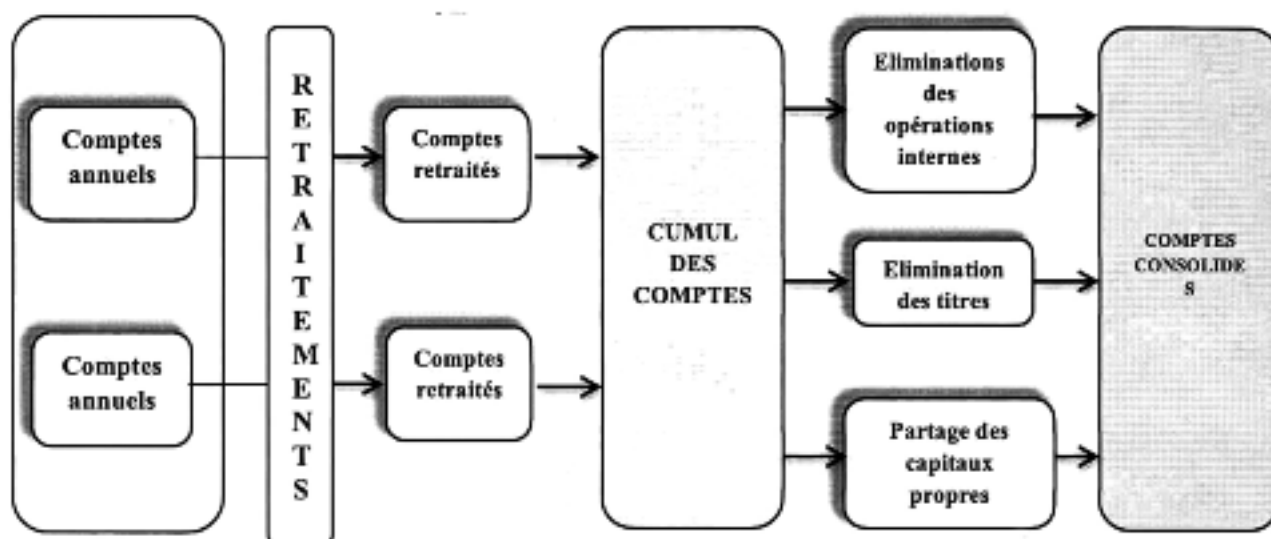 Comptes
annuels
Comptes
annuels
R
E
T
R
A
I
T
E
M
E
N
T
S
Comptes
retraités
Comptes
retraités
CUMUL
DES
COMPTES
Eliminations
des
opérations
internes
Elimination
des titres
Partage des
capitaux
propres
COMPTES
CONSOLIDE
S